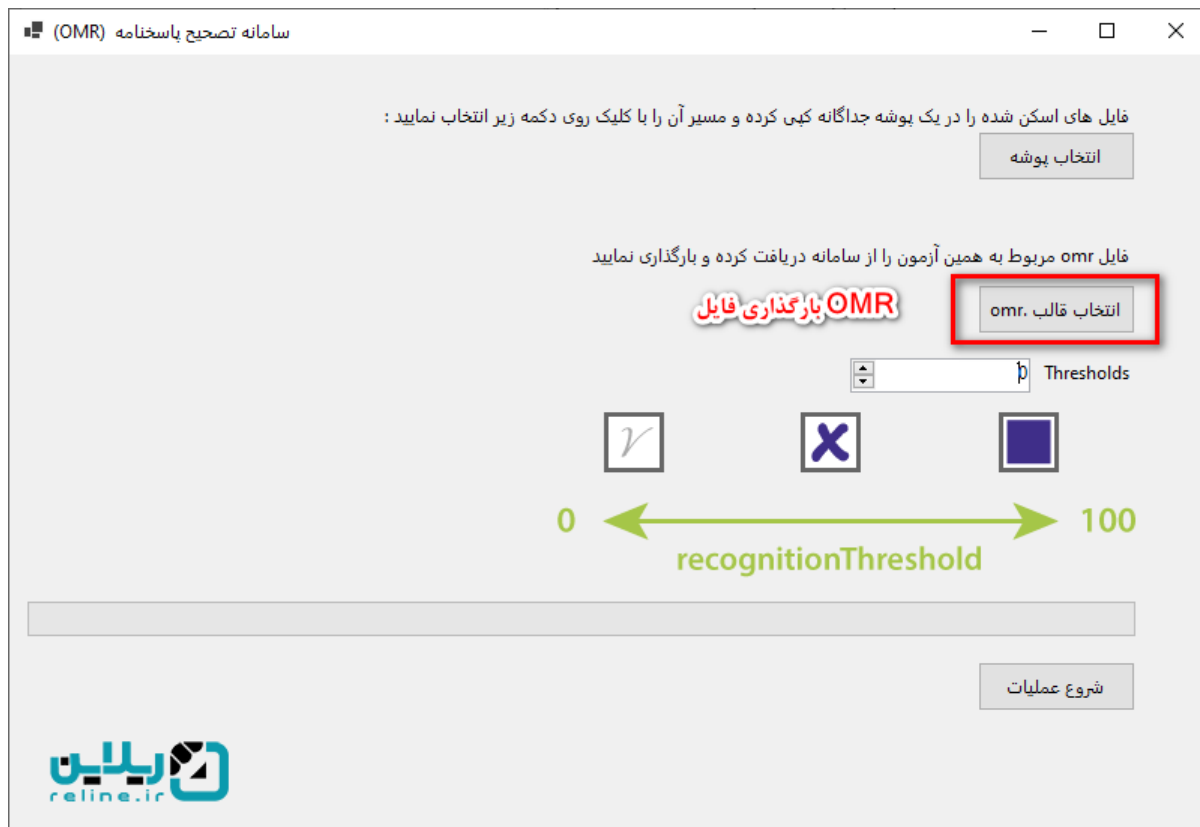 سامانه تصحیح پاسخنامه (OMR)
فایل های اسکن شده را در یک پوشه جداگانه کپی کرده و مسیر آن را با کلیک روی دکمه زیر انتخاب نمایید :
انتخاب پوشه
فایل omr مربوط به همین آزمون را از سامانه دریافت کرده و بارگذاری نمایید
انتخاب قالب .omr
بارگذاری فایل OMR
Thresholds
0 100
recognitionThreshold
شروع عملیات
ریلاین
reline.ir